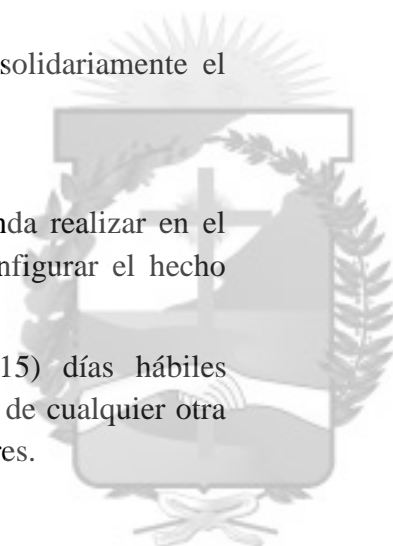 solidariamente el
nda realizar en el
nfigurar el hecho
15) días hábiles
de cualquier otra
res.